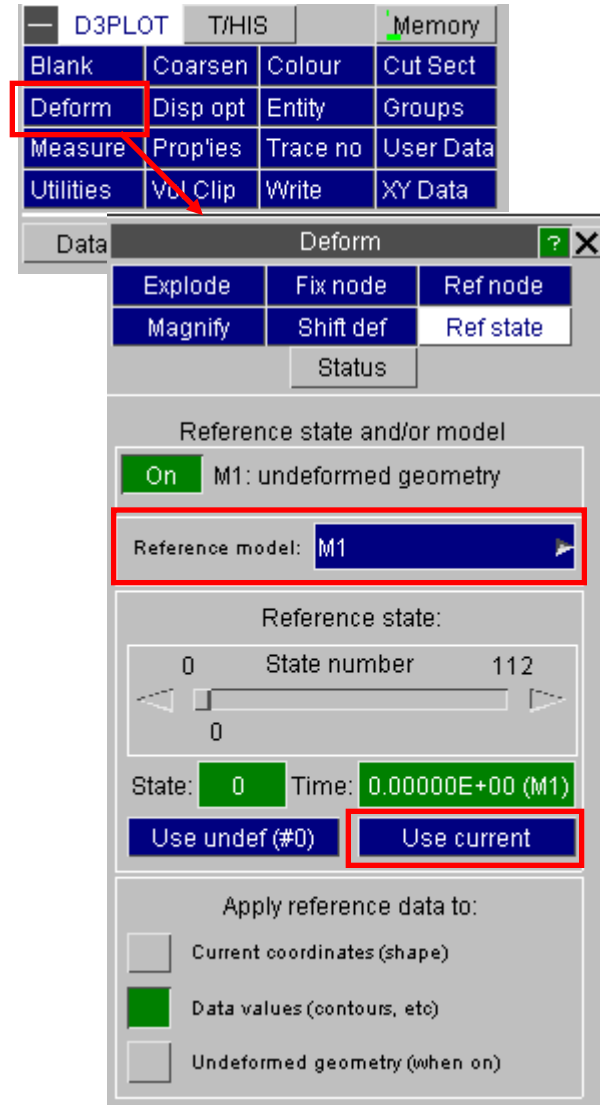 D3PLOT T/HIS Memory
Blank Coarsen Colour Cut Sect
Deform Disp opt Entity Groups
Measure Prop'ies Trace no User Data
Utilities Vol Clip Write XY Data
Data Deform ?
Explode Fix node Ref node
Magnify Shift def Ref state
Status
Reference state and/or model
On M1: undeformed geometry
Reference model: M1
Reference state:
0 State number 112
0
State: 0 Time: 0.00000E+00 (M1)
Use undef (#0) Use current
Apply reference data to:
Current coordinates (shape)
Data values (contours, etc)
Undeformed geometry (when on)